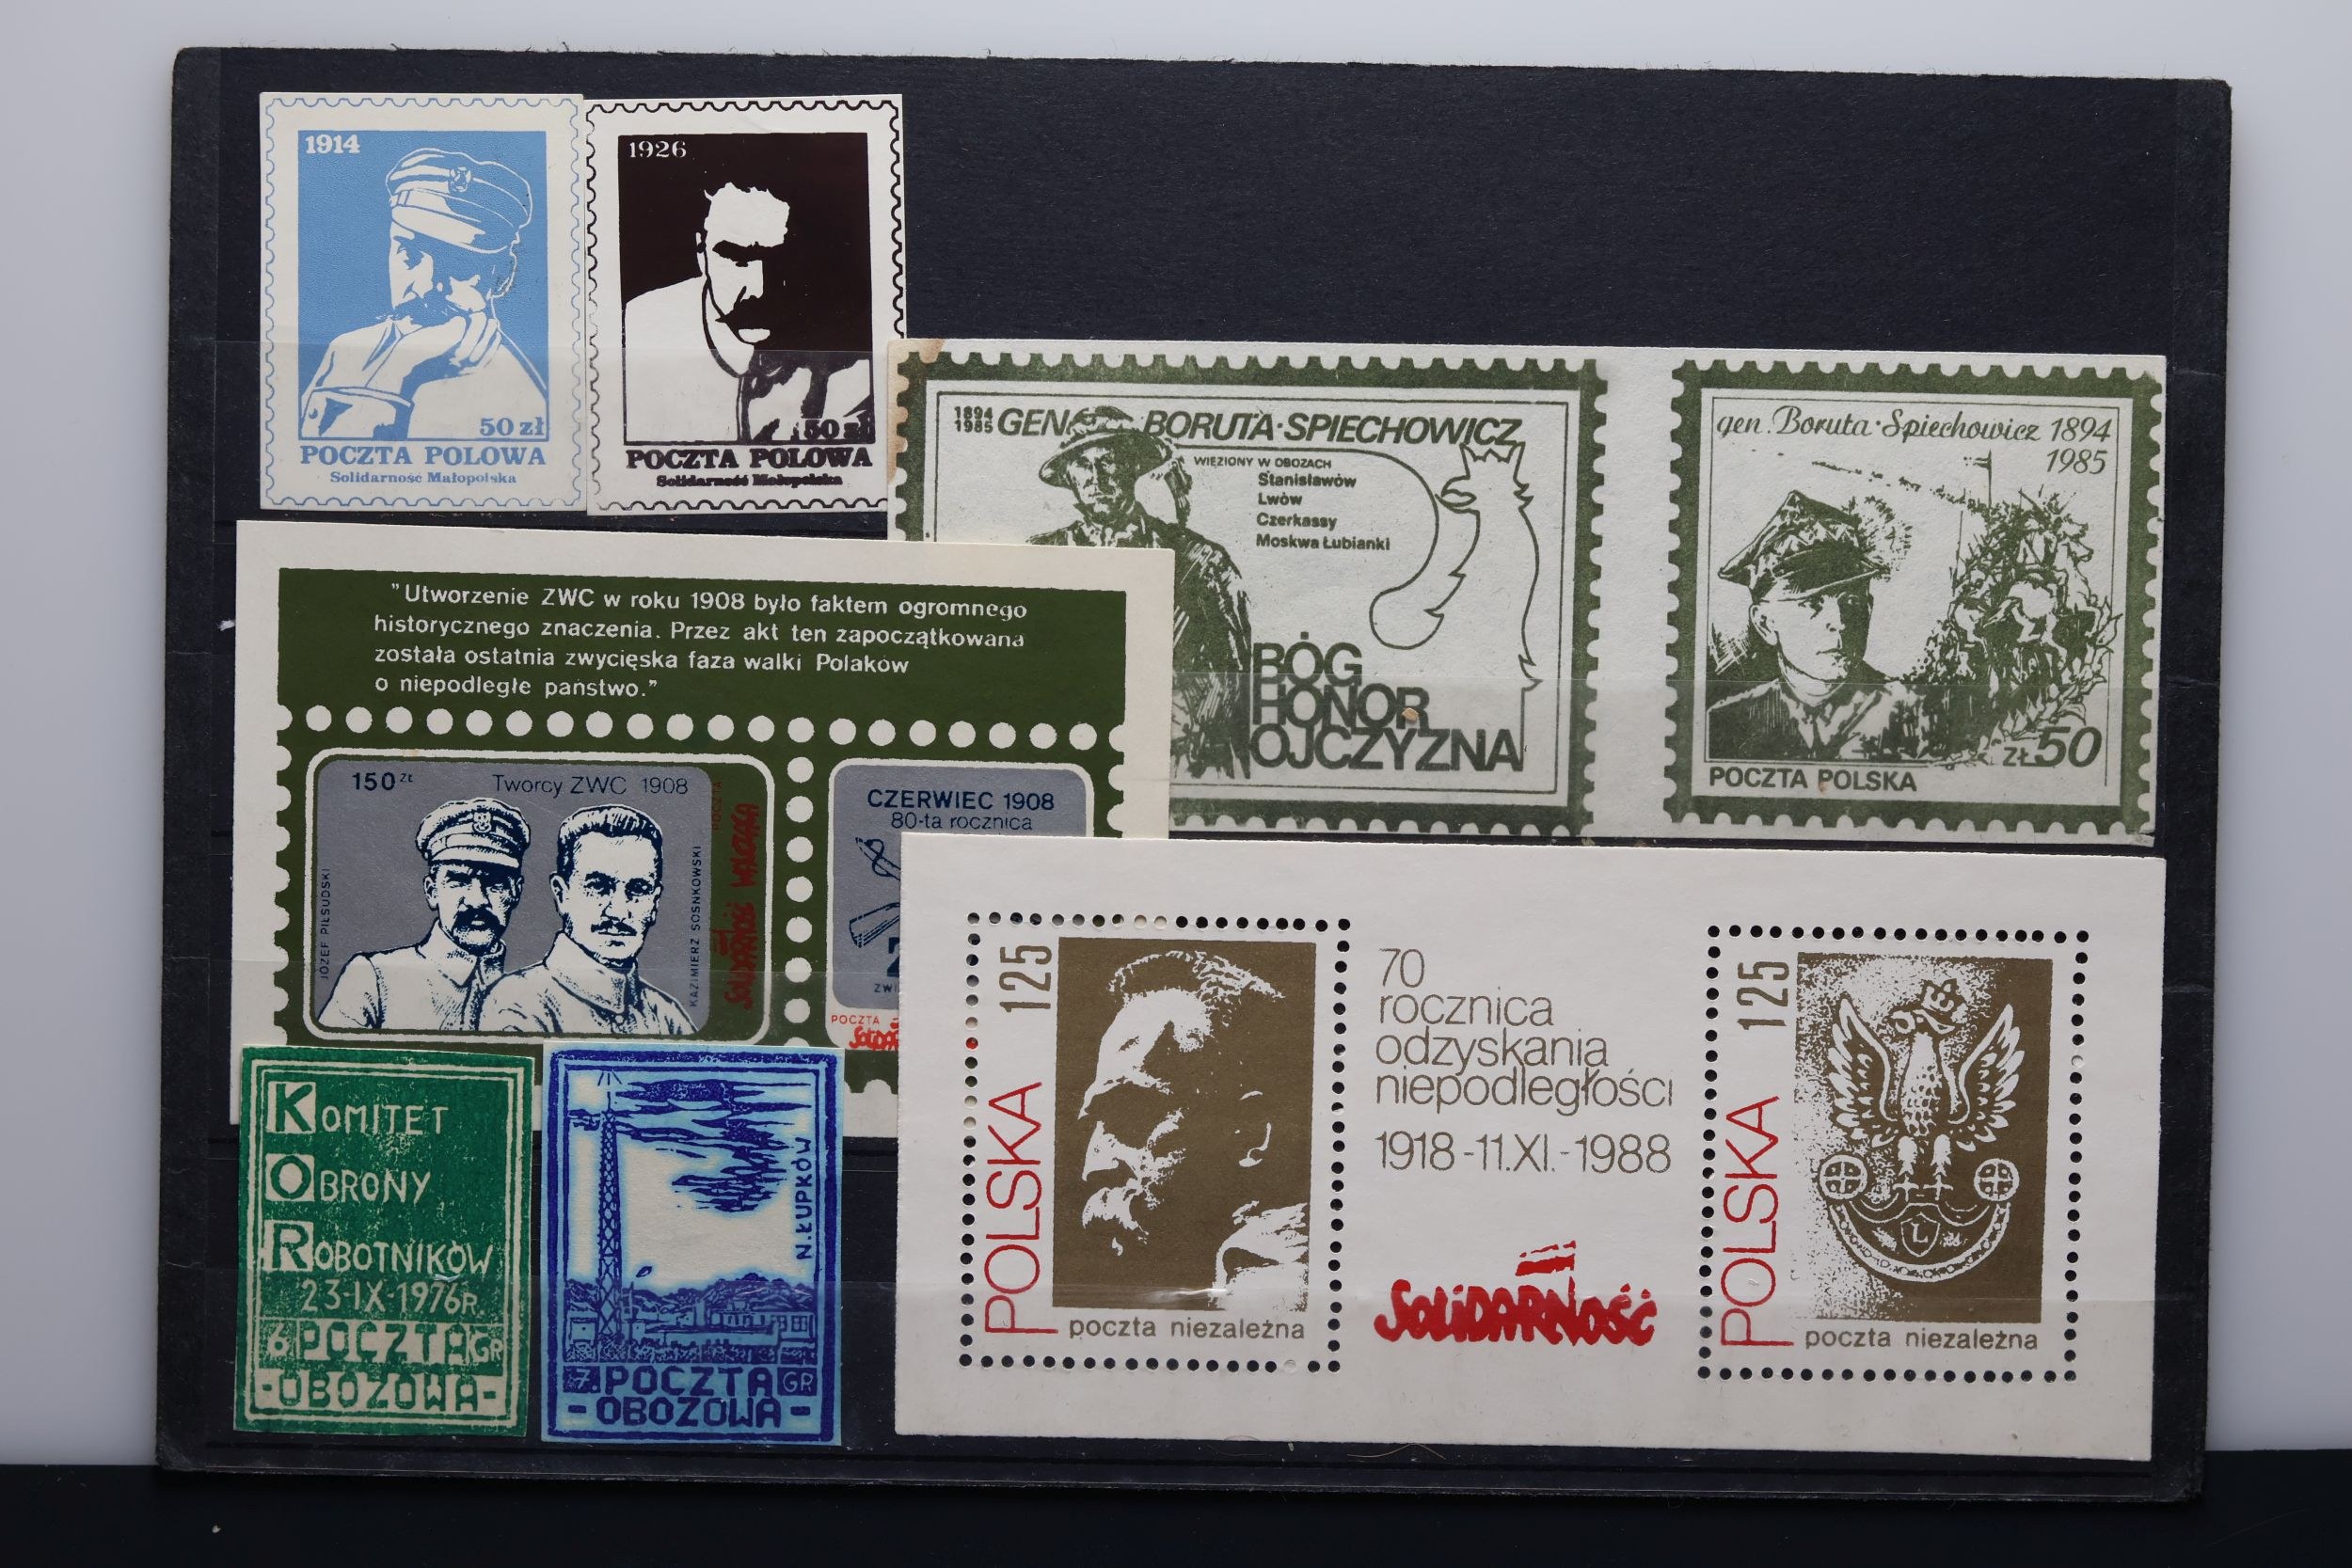 1914
50 zł
POCZTA POLOWA
Solidarność Małopolska
1926
50 zł
POCZTA POLOWA
Solidarność Małopolska
1894
1985
GEN. BORUTA·SPIECHOWICZ
WIĘZIONY W OBOZACH
Stanisławów
Lwów
Czerkassy
Moskwa Łubianki
BÓG
HONOR
OJCZYZNA
gen. Boruta·Spiechowicz 1894
1985
ZŁ 50
POCZTA POLSKA
"Utworzenie ZWC w roku 1908 było faktem ogromnego
historycznego znaczenia. Przez akt ten zapoczątkowana
została ostatnia zwycięska faza walki Polaków
o niepodległe państwo."
150 zł
Tworcy ZWC 1908
JÓZEF PIŁSUDSKI
KAZIMIERZ SOSNKOWSKI
POCZTA
SOLIDARNOŚĆ WALCZĄCA
CZERWIEC 1908
80-ta rocznica
POCZTA
KOMITET
OBRONY
ROBOTNIKÓW
23-IX-1976R.
6 POCZTA GR
-OBOZOWA-
N.ŁUPKÓW
7. POCZTA GR
-OBOZOWA-
125
POLSKA
poczta niezależna
70
rocznica
odzyskania
niepodległości
1918-11.XI.-1988
SOLIDARNOŚĆ
125
POLSKA
L
poczta niezależna